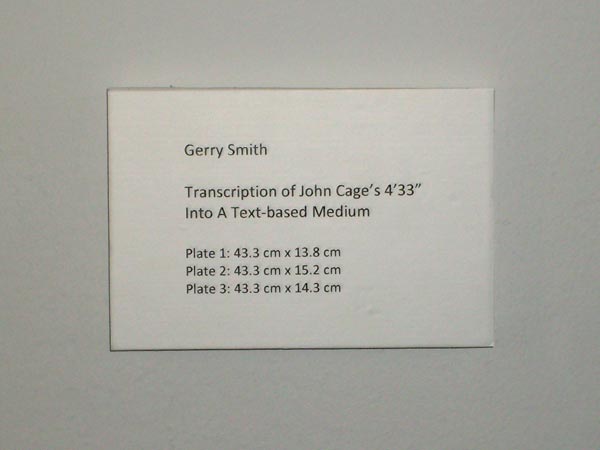 Gerry Smith
Transcription of John Cage’s 4’33”
Into A Text-based Medium
Plate 1: 43.3 cm x 13.8 cm
Plate 2: 43.3 cm x 15.2 cm
Plate 3: 43.3 cm x 14.3 cm